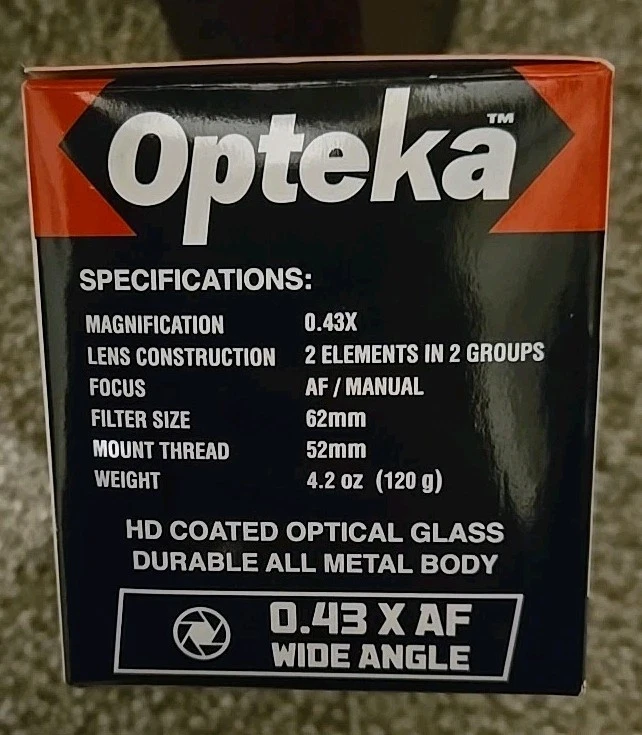 Opteka™
SPECIFICATIONS:
MAGNIFICATION 0.43X
LENS CONSTRUCTION 2 ELEMENTS IN 2 GROUPS
FOCUS AF / MANUAL
FILTER SIZE 62mm
MOUNT THREAD 52mm
WEIGHT 4.2 oz (120 g)
HD COATED OPTICAL GLASS
DURABLE ALL METAL BODY
0.43 X AF
WIDE ANGLE